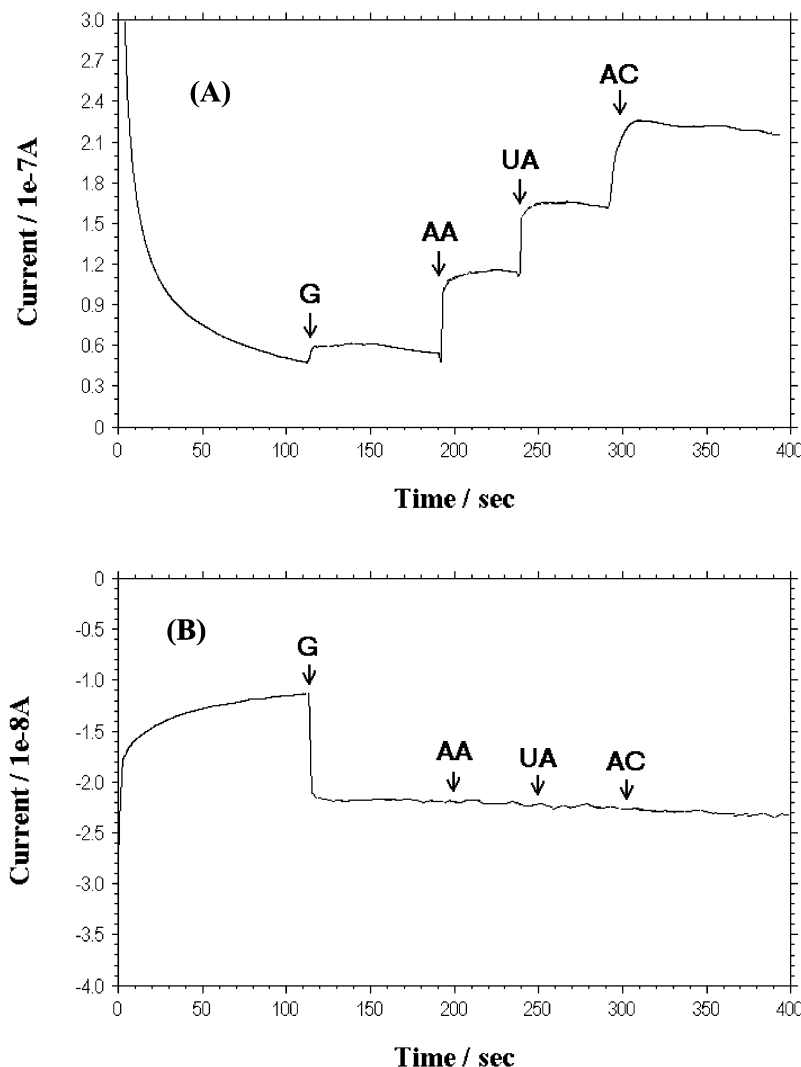 3.0
2.7
2.4
2.1
1.8
1.5
1.2
0.9
0.6
0.3
0
Current / 1e-7A
(A)
G
AA
UA
AC
0 50 100 150 200 250 300 350 400
Time / sec
0
-0.5
-1.0
-1.5
-2.0
-2.5
-3.0
-3.5
-4.0
Current / 1e-8A
(B)
G
AA
UA
AC
0 50 100 150 200 250 300 350 400
Time / sec